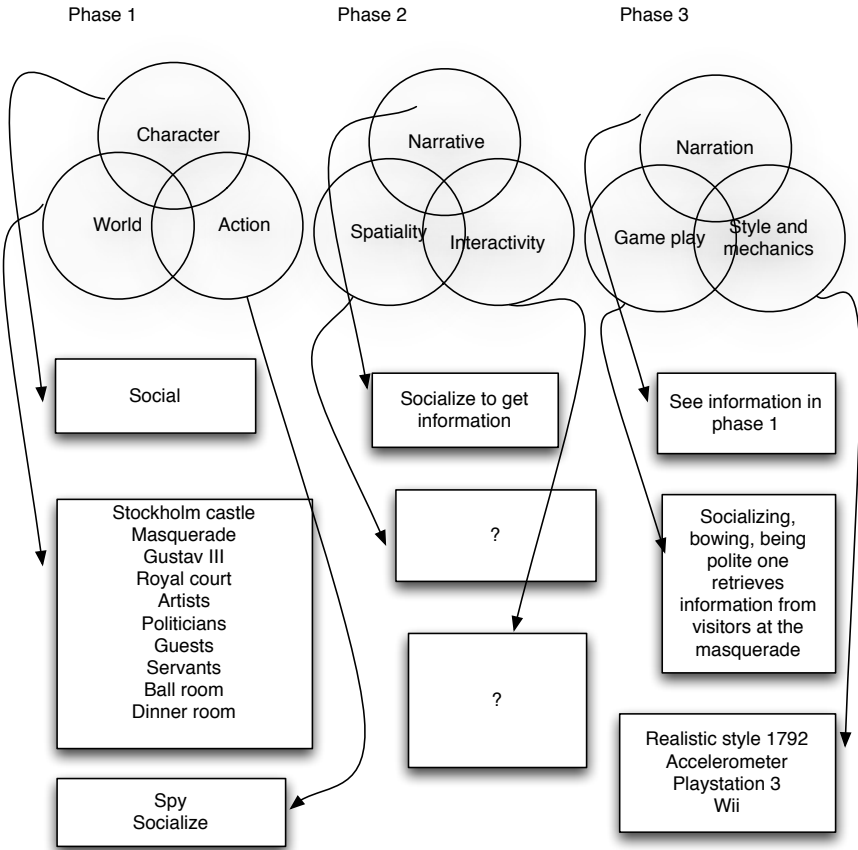 Phase 1
Phase 2
Phase 3
Character
World
Action
Narrative
Spatiality
Interactivity
Narration
Game play
Style and
mechanics
Social
Stockholm castle
Masquerade
Gustav III
Royal court
Artists
Politicians
Guests
Servants
Ball room
Dinner room
Spy
Socialize
Socialize to get
information
?
?
See information in
phase 1
Socializing,
bowing, being
polite one
retrieves
information from
visitors at the
masquerade
Realistic style 1792
Accelerometer
Playstation 3
Wii